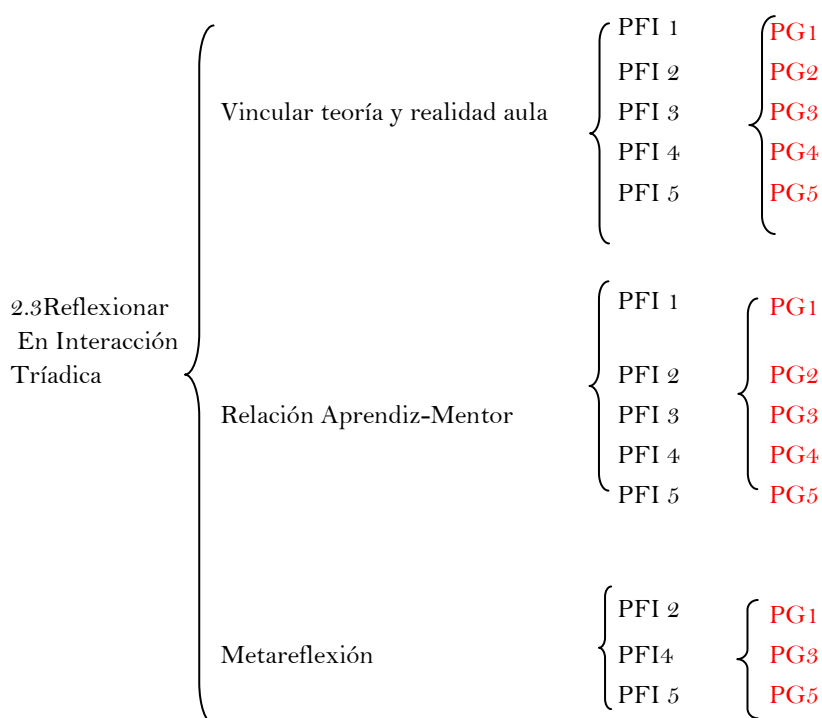 PFI 1 PG1
PFI 2 PG2
Vincular teoría y realidad aula PFI 3 PG3
PFI 4 PG4
PFI 5 PG5
2.3Reflexionar
En Interacción
Tríadica
PFI 1 PG1
PFI 2 PG2
Relación Aprendiz-Mentor PFI 3 PG3
PFI 4 PG4
PFI 5 PG5
PFI 2 PG1
Metareflexión PFI4 PG3
PFI 5 PG5